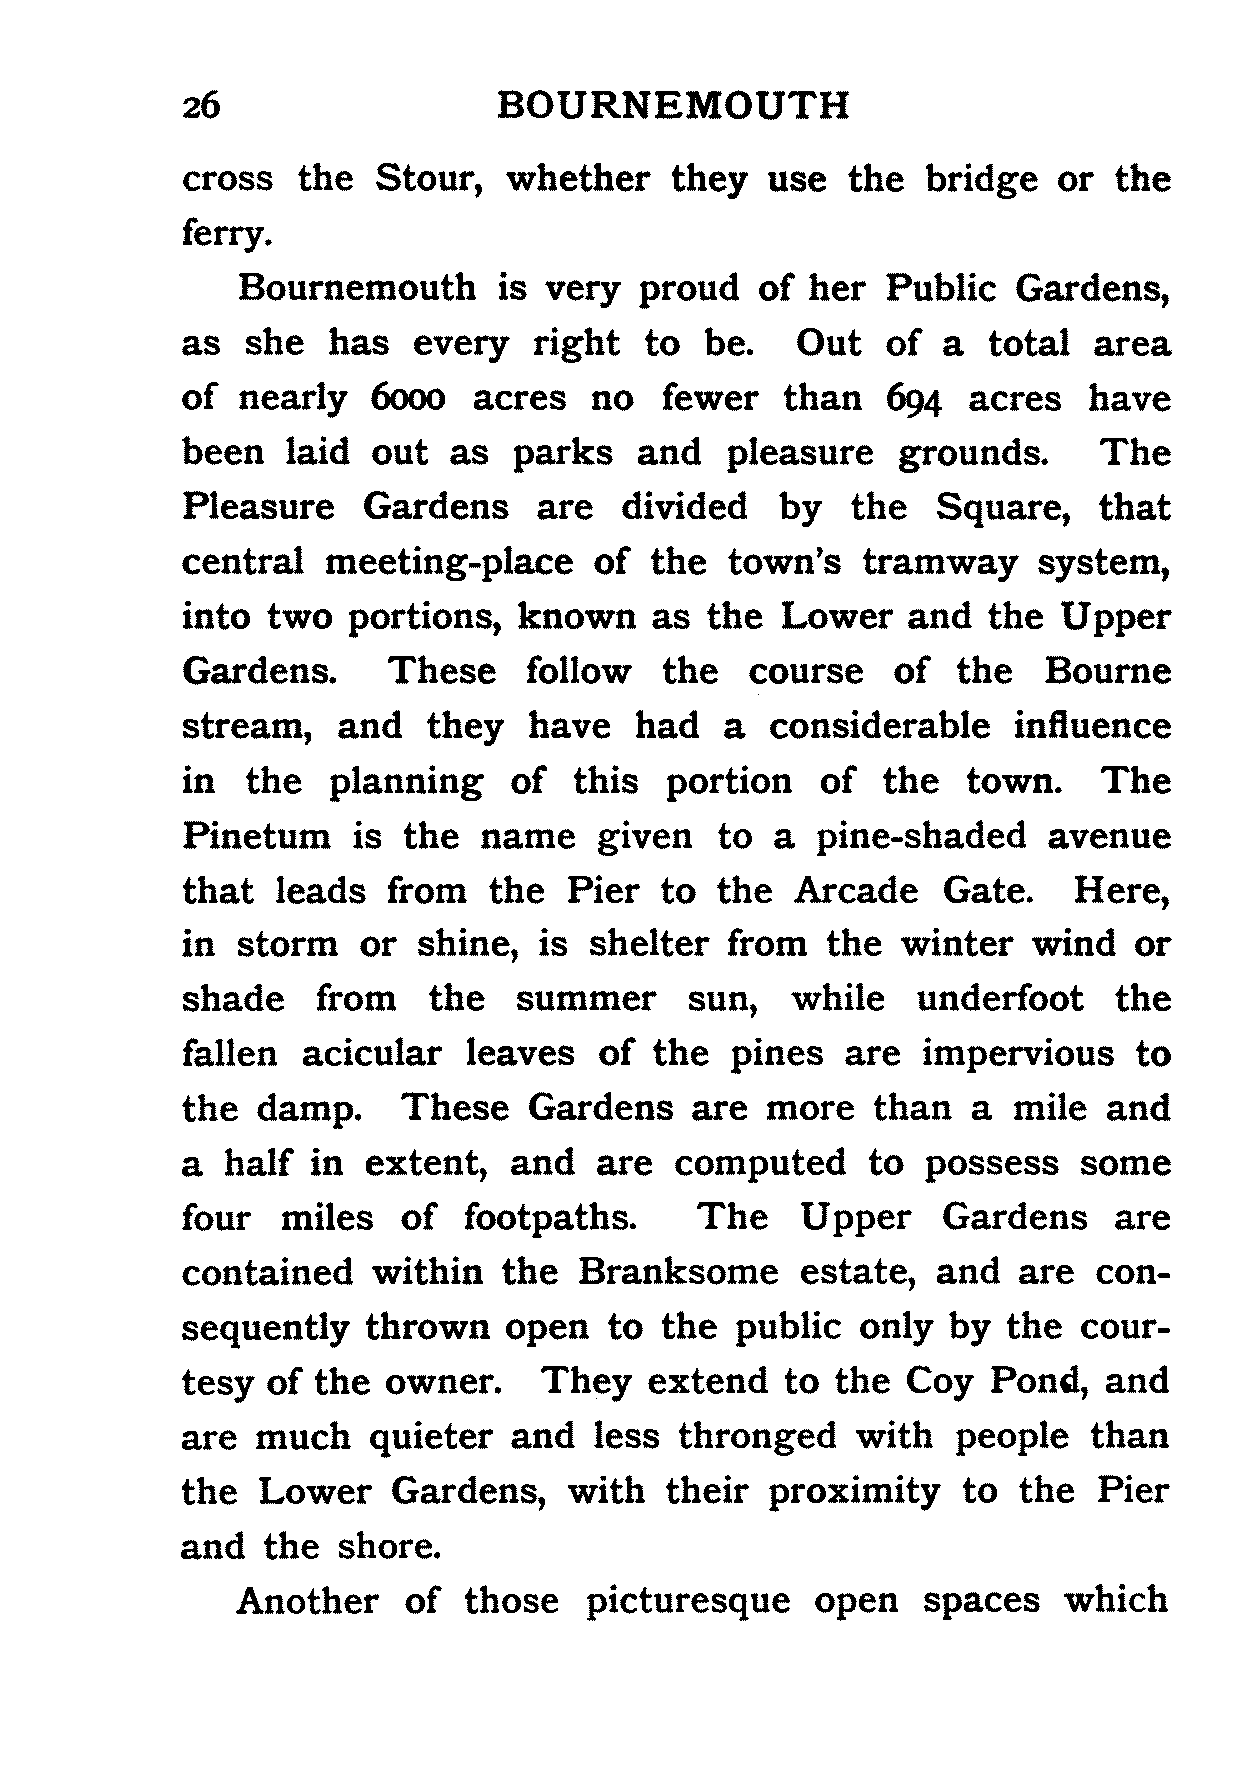 26 BOURNEMOUTH
cross the Stour, whether they use the bridge or the
ferry.
Bournemouth is very proud of her Public Gardens,
as she has every right to be. Out of a total area
of nearly 6000 acres no fewer than 694 acres have
been laid out as parks and pleasure grounds. The
Pleasure Gardens are divided by the Square, that
central meeting-place of the town's tramway system,
into two portions, known as the Lower and the Upper
Gardens. These follow the course of the Bourne
stream, and they have had a considerable influence
in the planning of this portion of the town. The
Pinetum is the name given to a pine-shaded avenue
that leads from the Pier to the Arcade Gate. Here,
in storm or shine, is shelter from the winter wind or
shade from the summer sun, while underfoot the
fallen acicular leaves of the pines are impervious to
the damp. These Gardens are more than a mile and
a half in extent, and are computed to possess some
four miles of footpaths. The Upper Gardens are
contained within the Branksome estate, and are con-
sequently thrown open to the public only by the cour-
tesy of the owner. They extend to the Coy Pond, and
are much quieter and less thronged with people than
the Lower Gardens, with their proximity to the Pier
and the shore.
Another of those picturesque open spaces which